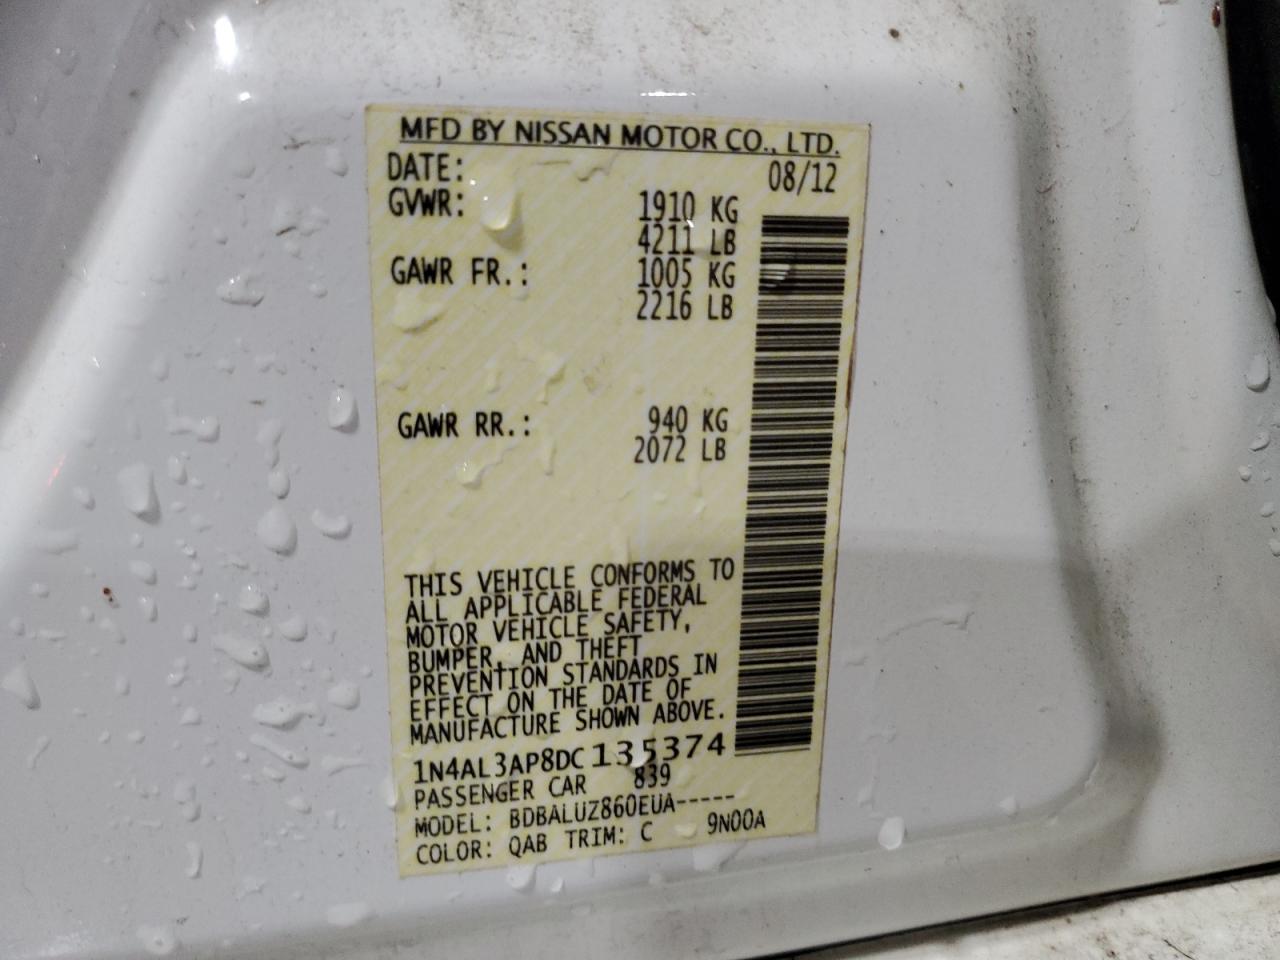 MFD BY NISSAN MOTOR CO., LTD.
DATE: 08/12
GVWR: 1910 KG
4211 LB
GAWR FR.: 1005 KG
2216 LB
GAWR RR.: 940 KG
2072 LB
THIS VEHICLE CONFORMS TO
ALL APPLICABLE FEDERAL
MOTOR VEHICLE SAFETY,
BUMPER, AND THEFT
PREVENTION STANDARDS IN
EFFECT ON THE DATE OF
MANUFACTURE SHOWN ABOVE.
1N4AL3AP8DC135374
PASSENGER CAR 839
MODEL: BDBALUZ860EUA-----
COLOR: QAB TRIM: C 9N00A